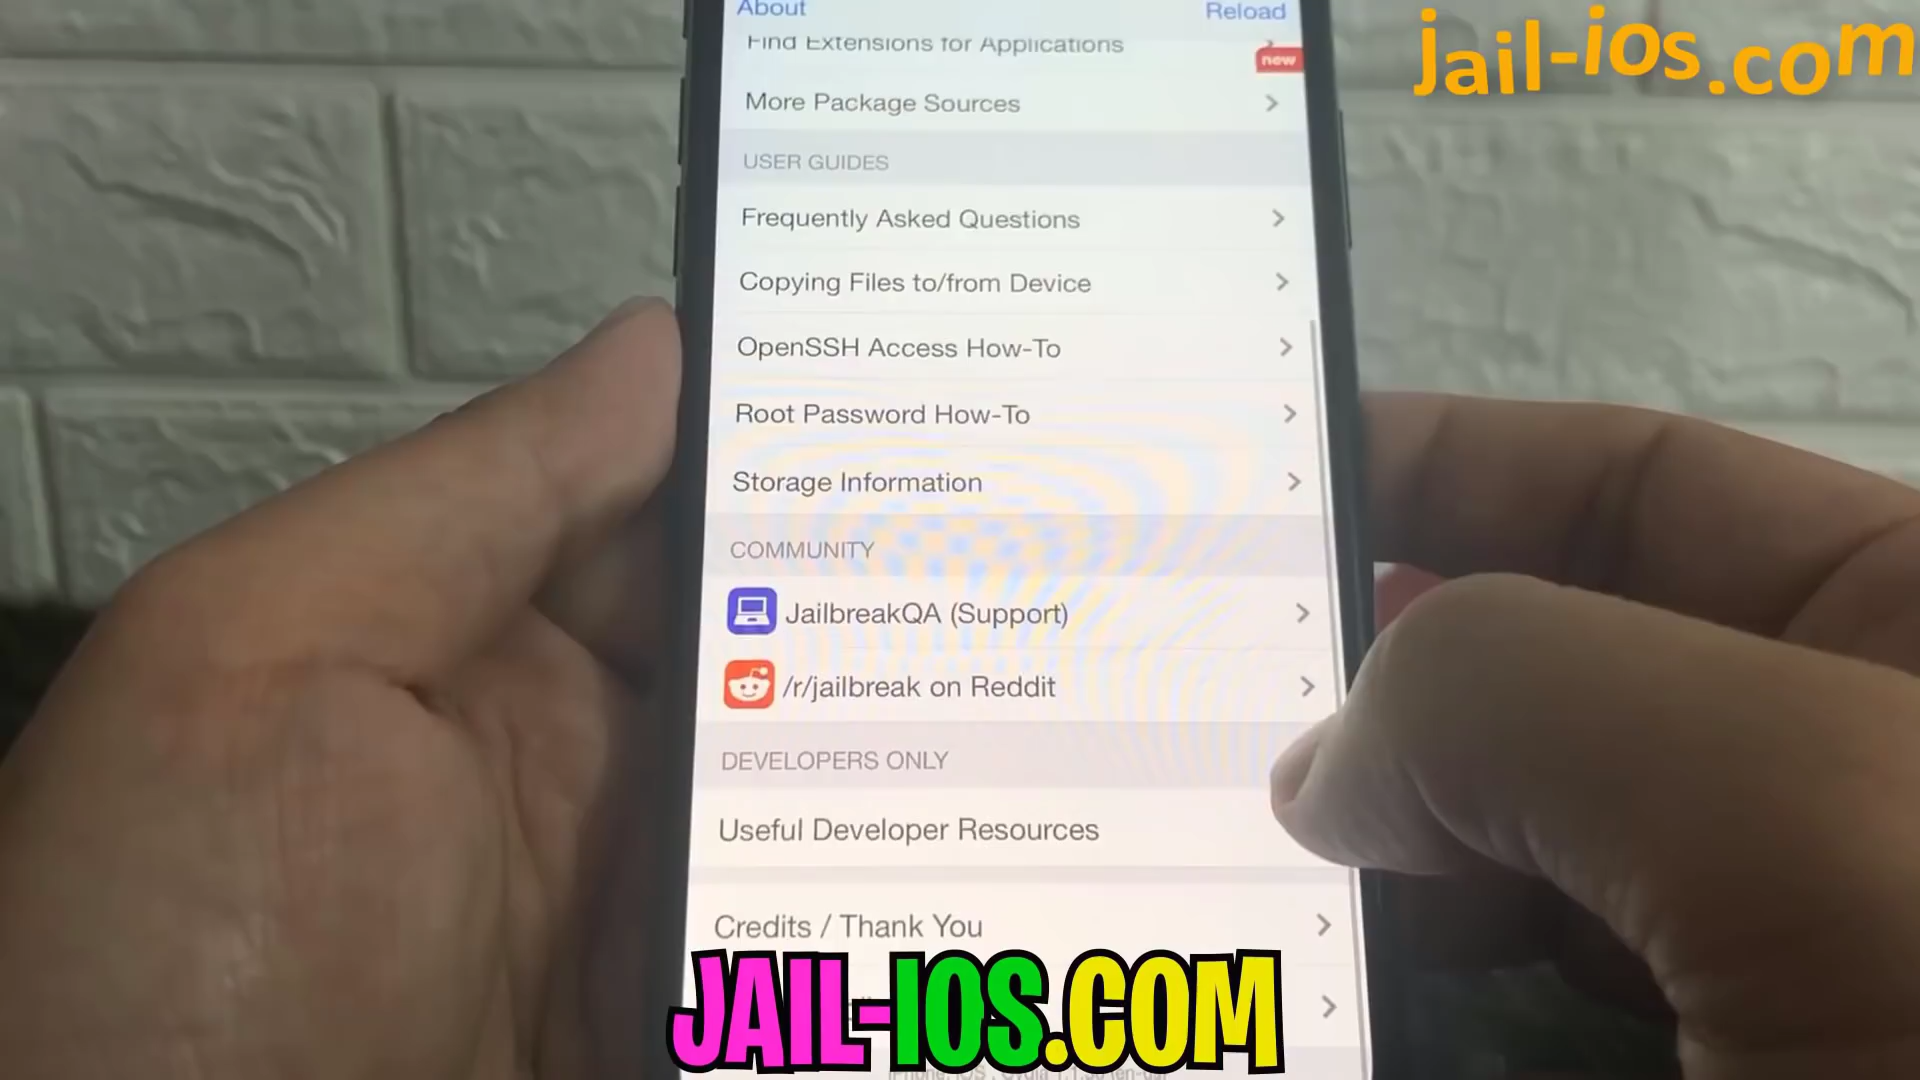 About
Reload
jail-ios.com
Find Extensions for Applications
new
More Package Sources
USER GUIDES
Frequently Asked Questions
Copying Files to/from Device
OpenSSH Access How-To
Root Password How-To
Storage Information
COMMUNITY
JailbreakQA (Support)
/r/jailbreak on Reddit
DEVELOPERS ONLY
Useful Developer Resources
Credits / Thank You
JAIL-IOS.COM